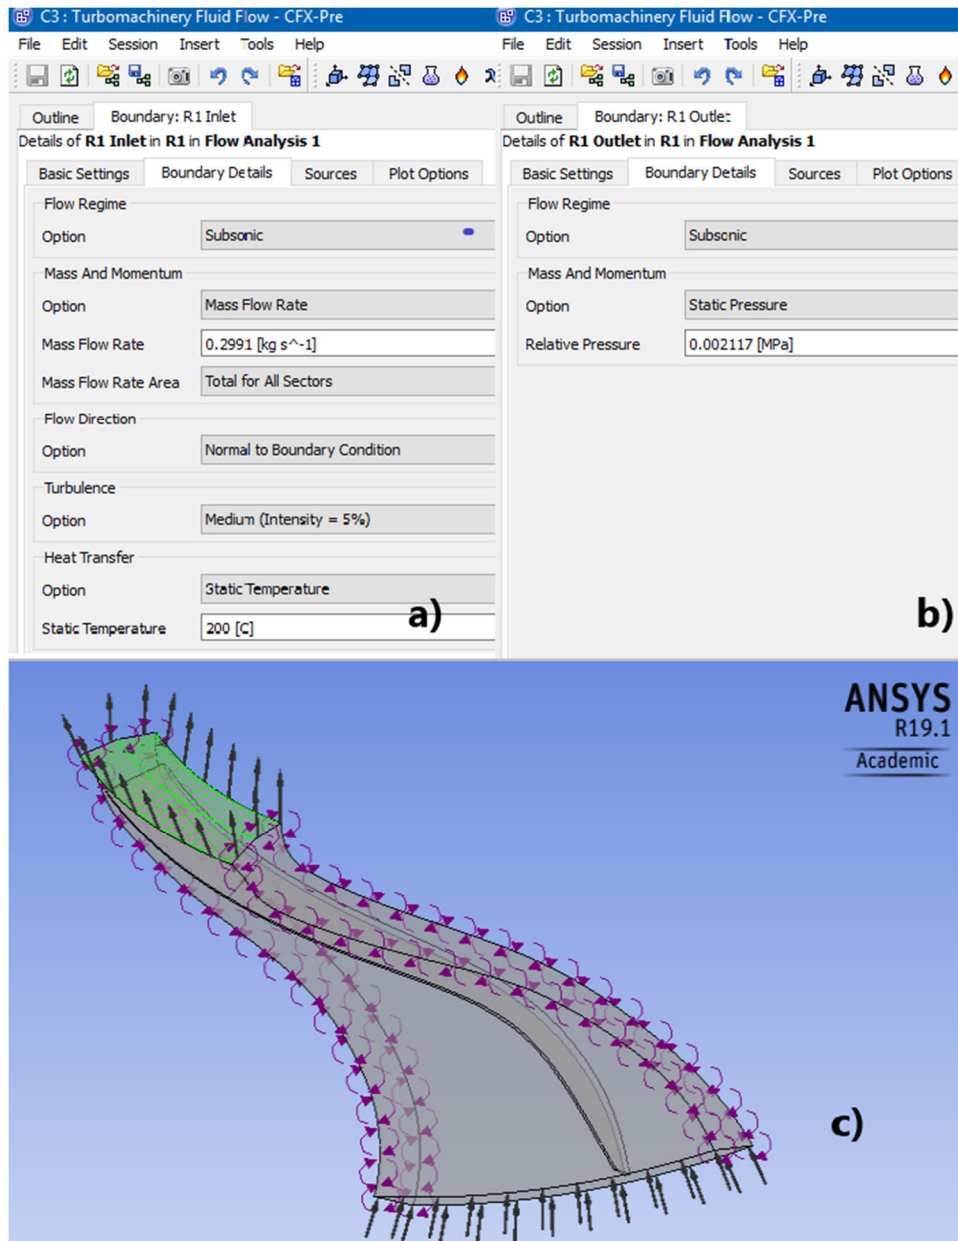 C3 : Turbomachinery Fluid Flow - CFX-Pre
File Edit Session Insert Tools Help
Outline Boundary: R1 Inlet
Details of R1 Inlet in R1 in Flow Analysis 1
Basic Settings Boundary Details Sources Plot Options
Flow Regime
Option Subsonic
Mass And Momentum
Option Mass Flow Rate
Mass Flow Rate 0.2991 [kg s^-1]
Mass Flow Rate Area Total for All Sectors
Flow Direction
Option Normal to Boundary Condition
Turbulence
Option Medium (Intensity = 5%)
Heat Transfer
Option Static Temperature
Static Temperature 200 [C]
a)
C3 : Turbomachinery Fluid Flow - CFX-Pre
File Edit Session Insert Tools Help
Outline Boundary: R1 Outlet
Details of R1 Outlet in R1 in Flow Analysis 1
Basic Settings Boundary Details Sources Plot Options
Flow Regime
Option Subsonic
Mass And Momentum
Option Static Pressure
Relative Pressure 0.002117 [MPa]
b)
ANSYS
R19.1
Academic
c)